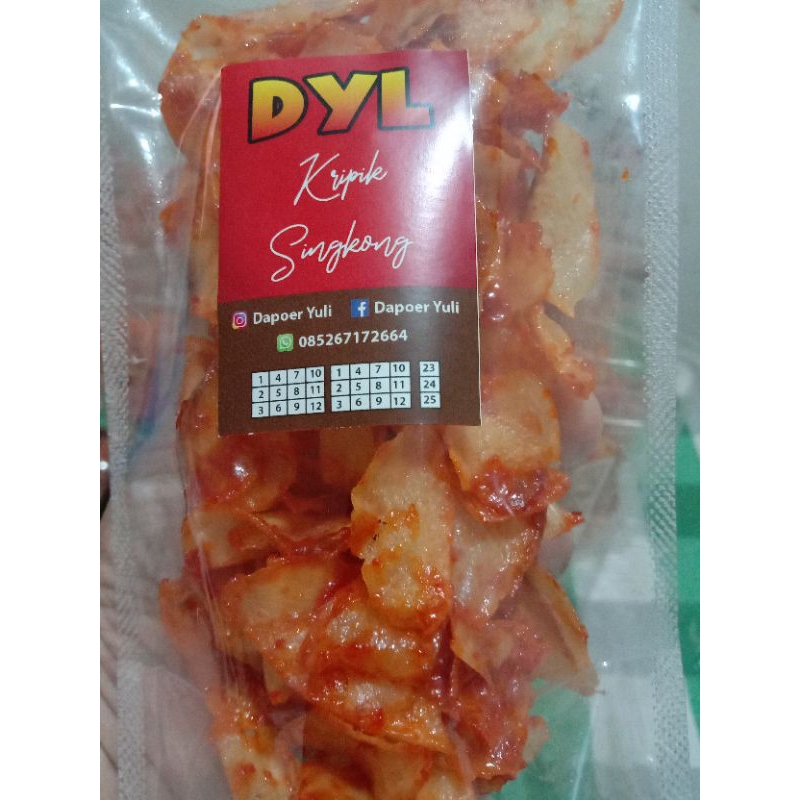 DYL
Kripik
Singkong
Dapoer Yuli Dapoer Yuli
085267172664
1 4 7 10 1 4 7 10 23
2 5 8 11 2 5 8 11 24
3 6 9 12 3 6 9 12 25